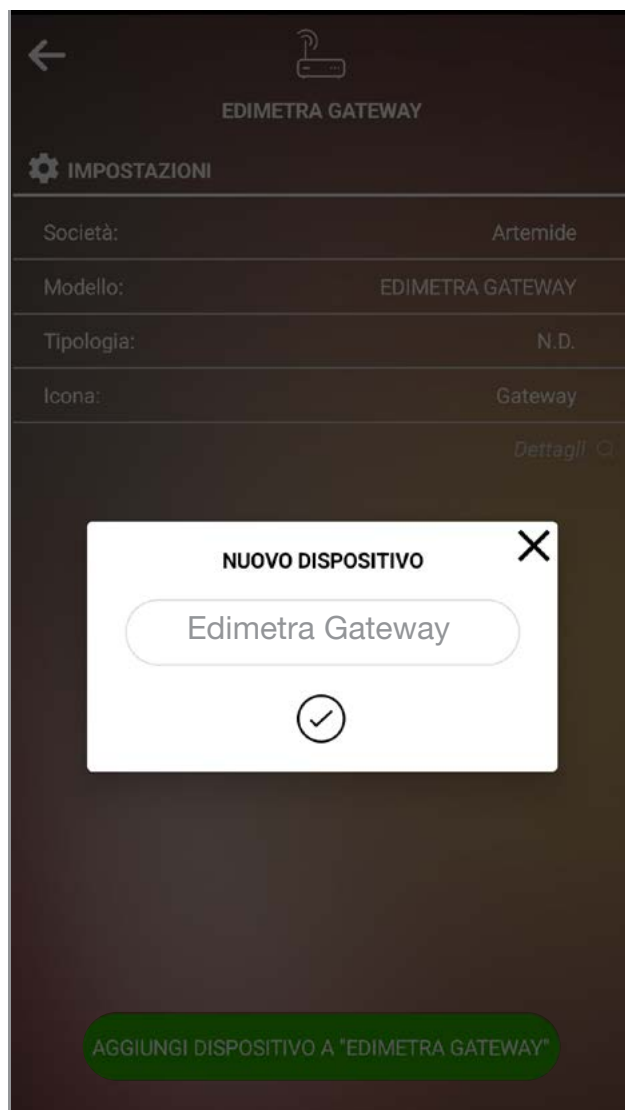 EDIMETRA GATEWAY
IMPOSTAZIONI
Società: Artemide
Modello: EDIMETRA GATEWAY
Tipologia: N.D.
Icona: Gateway
Dettagli
NUOVO DISPOSITIVO
Edimetra Gateway
AGGIUNGI DISPOSITIVO A "EDIMETRA GATEWAY"